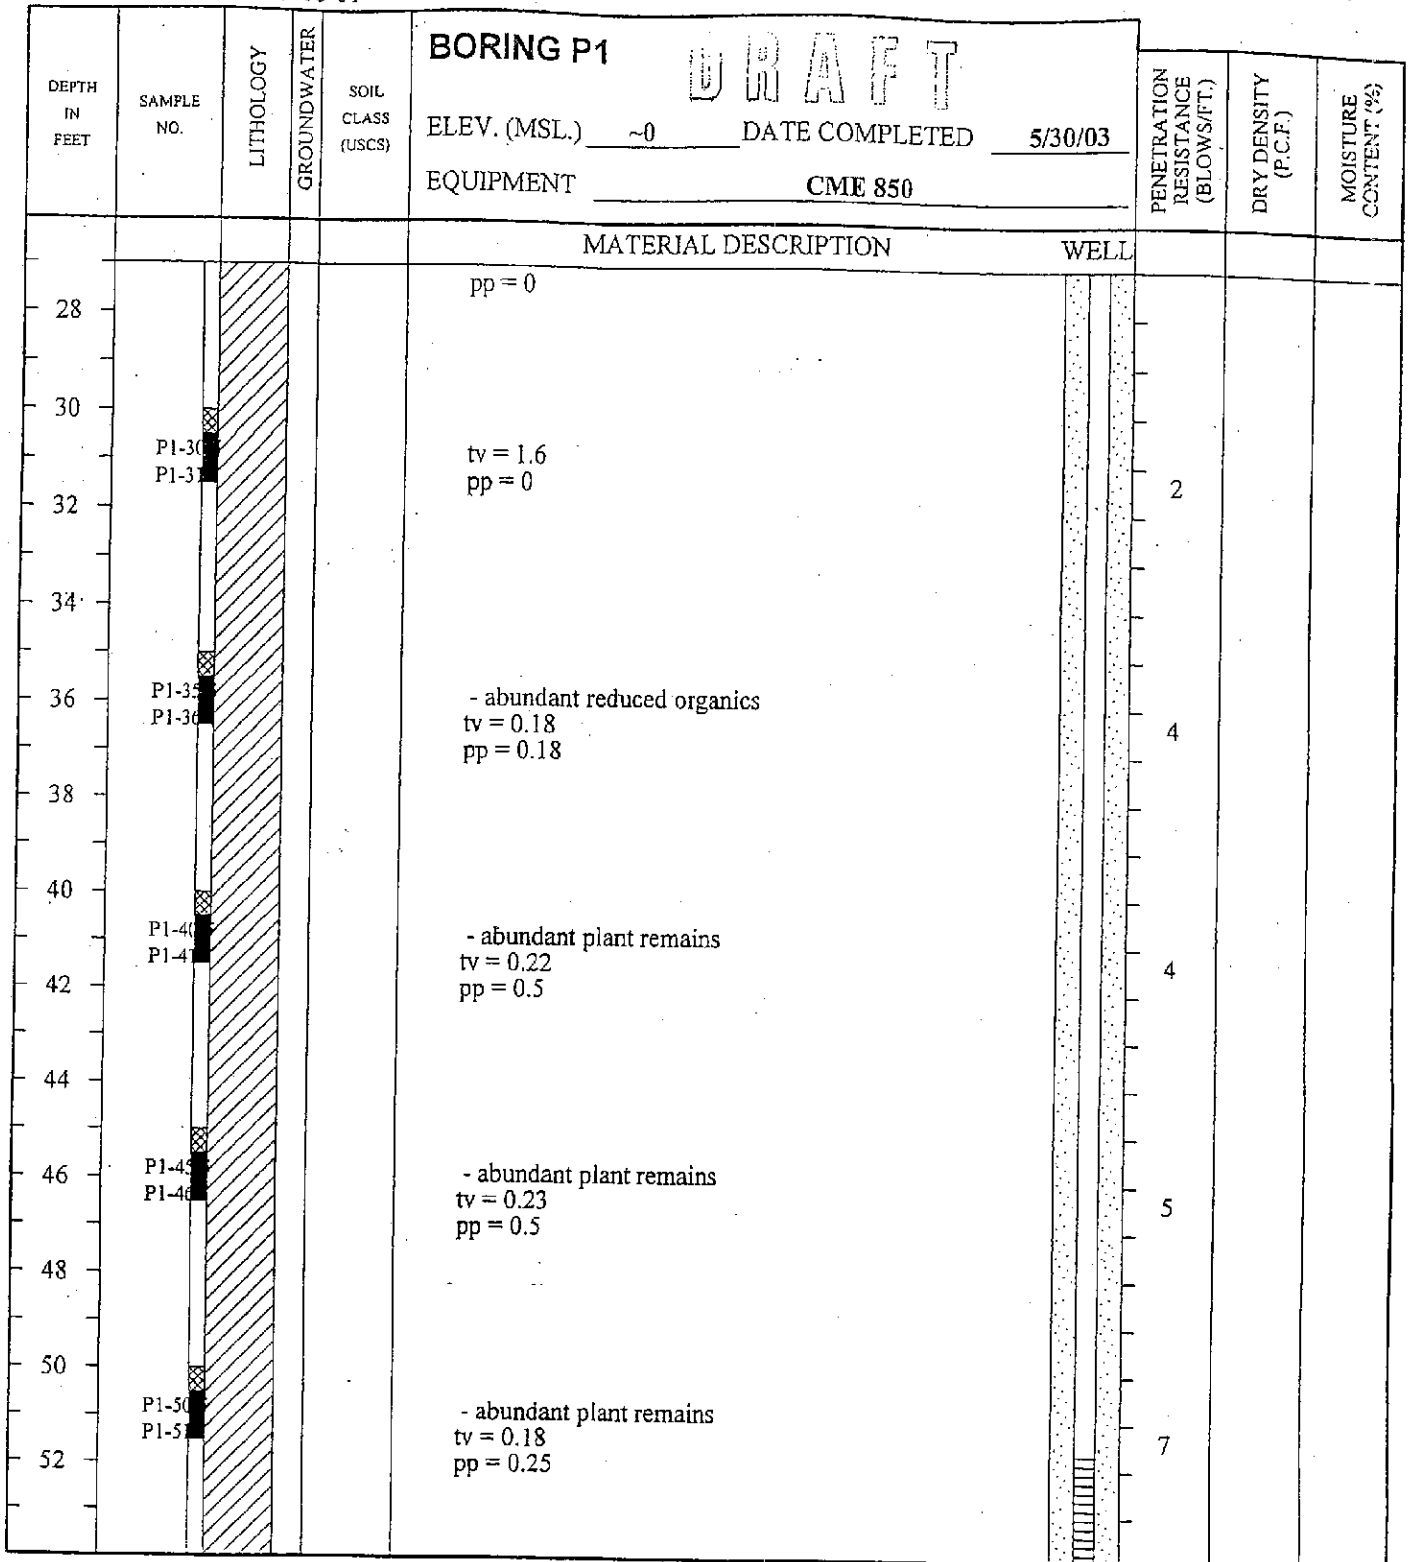 BORING P1 DRAFT
DEPTH
IN
FEET
SAMPLE
NO.
LITHOLOGY
GROUNDWATER
SOIL
CLASS
(USCS)
ELEV. (MSL.) ~0 DATE COMPLETED 5/30/03
EQUIPMENT CME 850
PENETRATION
RESISTANCE
(BLOWS/FT.)
DRY DENSITY
(P.C.F.)
MOISTURE
CONTENT (%)
MATERIAL DESCRIPTION WELL
pp = 0
28
30
P1-30 tv = 1.6
P1-31 pp = 0 2
32
34
P1-35 - abundant reduced organics
36
P1-36 tv = 0.18 4
pp = 0.18
38
40
P1-40 - abundant plant remains
P1-41 tv = 0.22 4
42 pp = 0.5
44
P1-45 - abundant plant remains
46
P1-46 tv = 0.23 5
pp = 0.5
48
50
P1-50 - abundant plant remains
P1-51 tv = 0.18 7
52 pp = 0.25